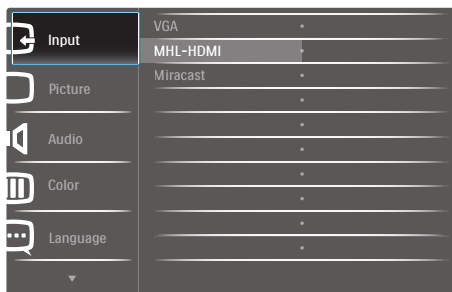 Input
Picture
Audio
Color
Language
VGA
MHL-HDMI
Miracast